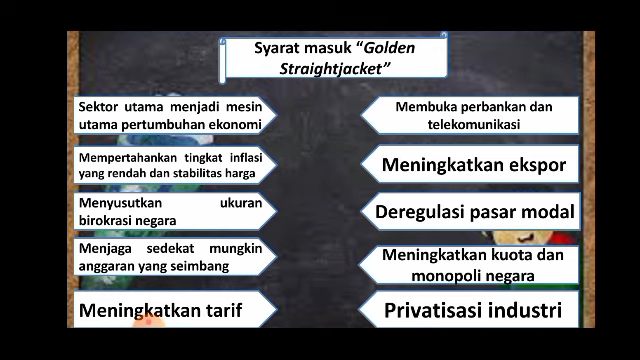 Syarat masuk “Golden
Straightjacket”
Sektor utama menjadi mesin
utama pertumbuhan ekonomi
Mempertahankan tingkat inflasi
yang rendah dan stabilitas harga
Menyusutkan ukuran
birokrasi negara
Menjaga sedekat mungkin
anggaran yang seimbang
Meningkatkan tarif
Membuka perbankan dan
telekomunikasi
Meningkatkan ekspor
Deregulasi pasar modal
Meningkatkan kuota dan
monopoli negara
Privatisasi industri